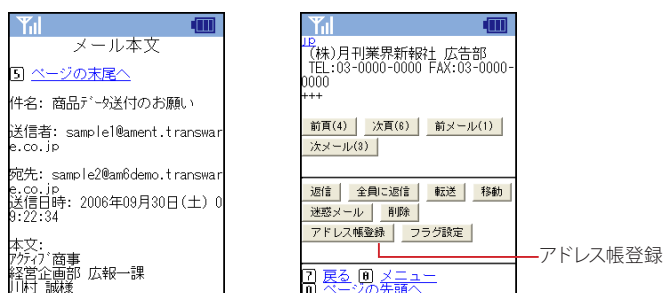 メール本文
5 ページの末尾へ
件名: 商品ﾃﾞｰﾀ送付のお願い
送信者: sample1@ament.transwar
e.co.jp
宛先: sample2@am6demo.transwar
e.co.jp
送信日時: 2006年09月30日(土) 0
9:22:34
本文:
ｱｸﾃｨﾌﾞ商事
経営企画部 広報一課
川村 誠様
jp
(株)月刊業界新報社 広告部
TEL:03-0000-0000 FAX:03-0000-
0000
+++
前頁(4) 次頁(6) 前メール(1)
次メール(3)
返信 全員に返信 転送 移動
迷惑メール 削除
アドレス帳登録 フラグ設定
アドレス帳登録
7 戻る 8 メニュー
0 ページの先頭へ